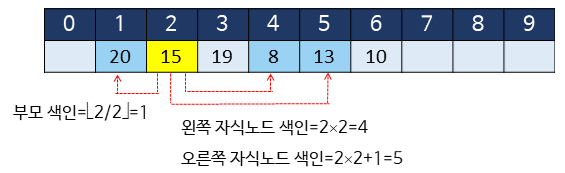 0 1 2 3 4 5 6 7 8 9
20 15 19 8 13 10
부모 색인=⌊2/2⌋=1
왼쪽 자식노드 색인=2×2=4
오른쪽 자식노드 색인=2×2+1=5